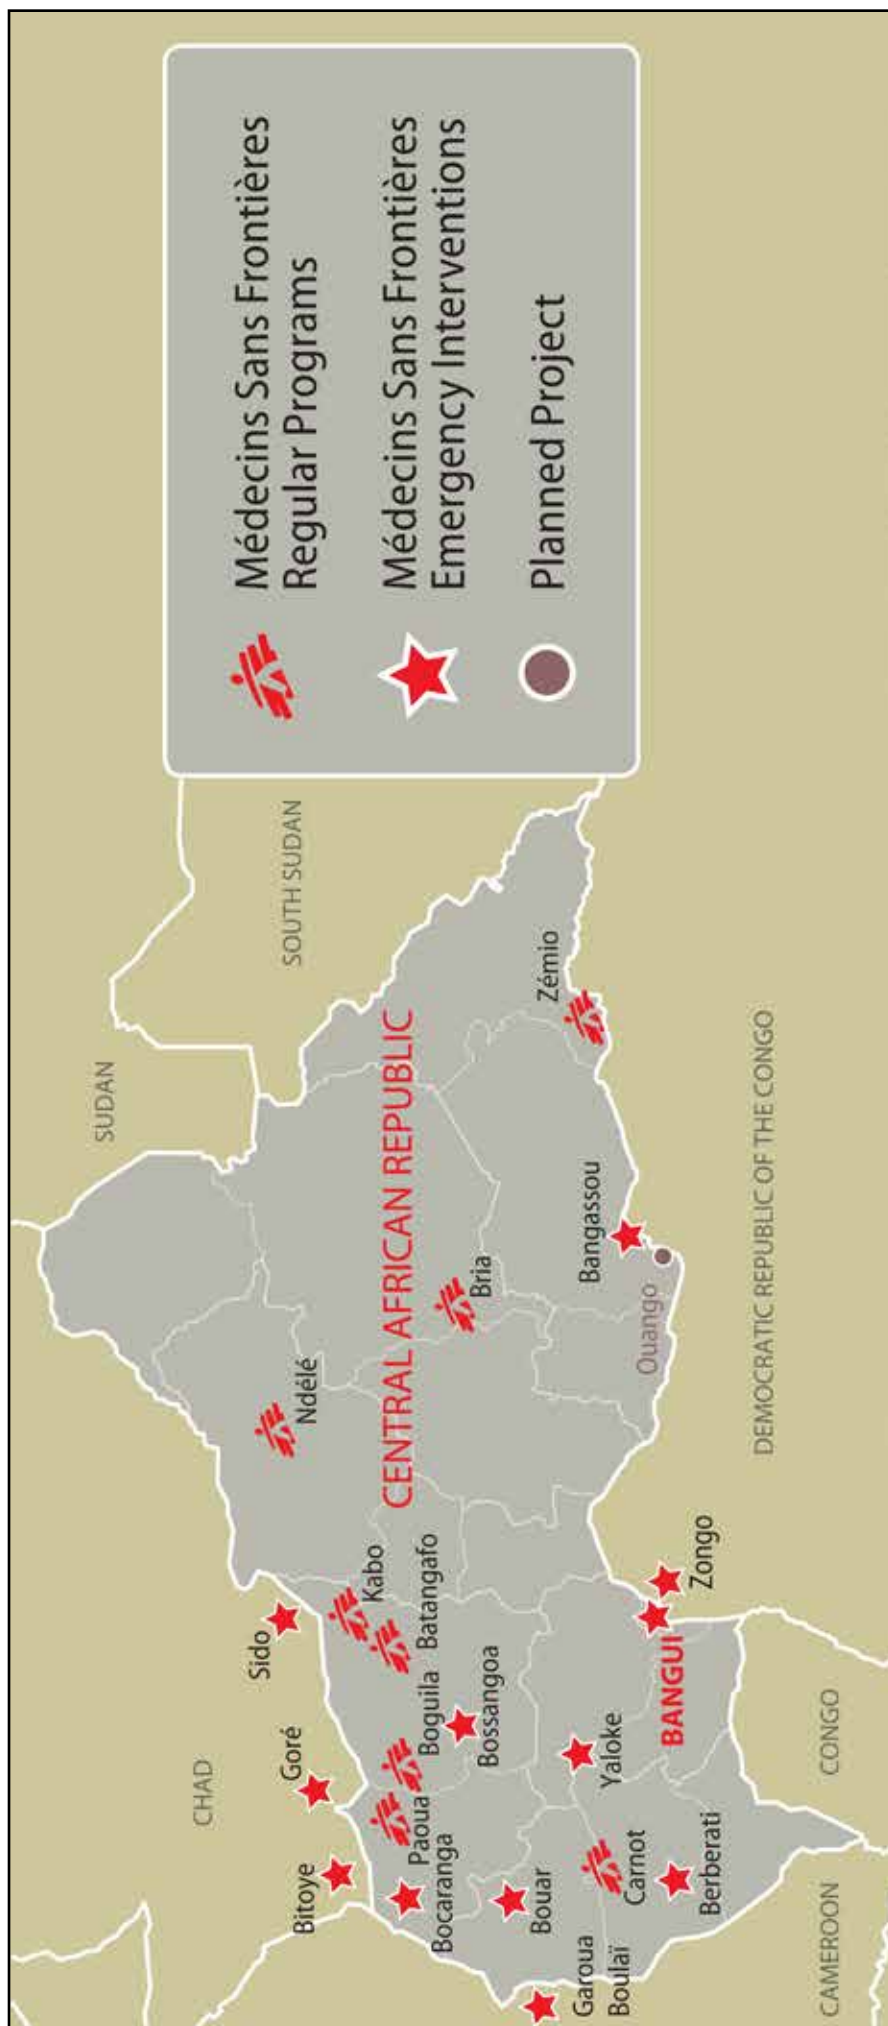 Médecins Sans Frontières
Regular Programs
Médecins Sans Frontières
Emergency Interventions
Planned Project
SUDAN
SOUTH SUDAN
CHAD
CENTRAL AFRICAN REPUBLIC
DEMOCRATIC REPUBLIC OF THE CONGO
CONGO
CAMEROON
Bitoye
Goré
Sido
Ndélé
Kabo
Batangafo
Boguila
Paoua
Bocaranga
Bossangoa
Bria
Zémio
Bangassou
Ouango
Bouar
Garoua
Boulaï
Carnot
Berberati
Yaloke
BANGUI
Zongo